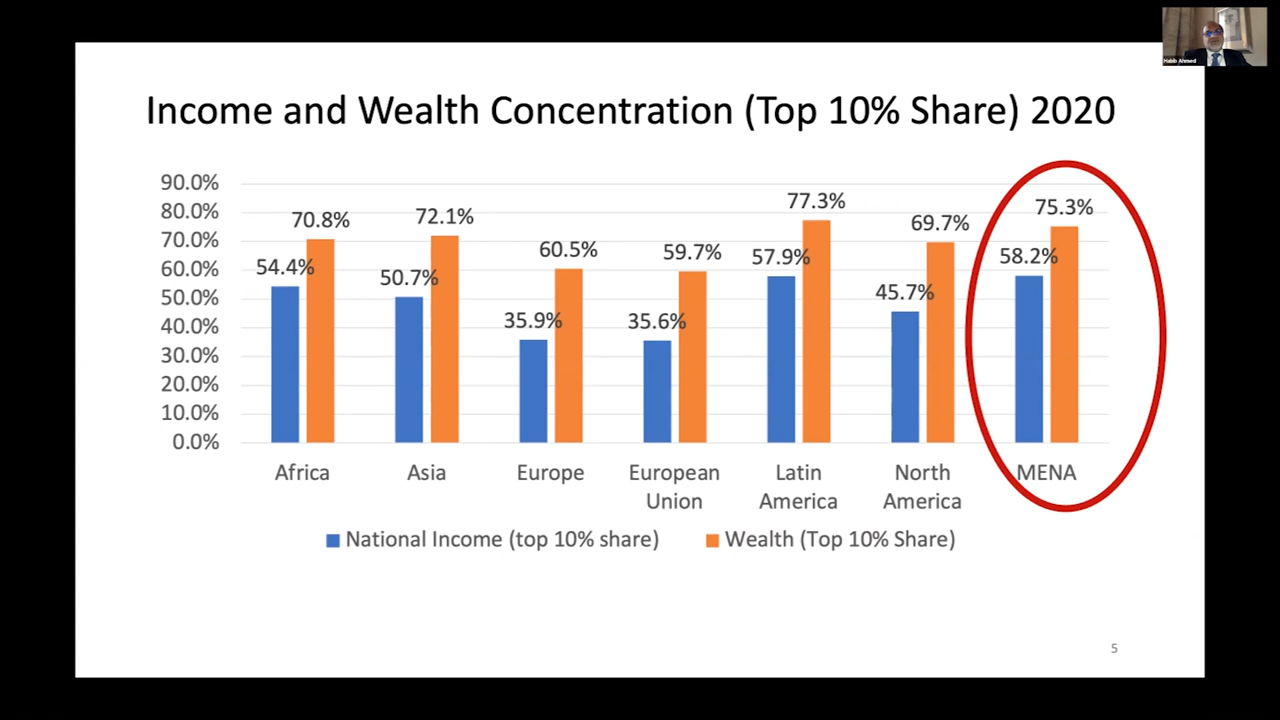 Habib Ahmed
Income and Wealth Concentration (Top 10% Share) 2020
90.0%
80.0%
70.0%
60.0%
50.0%
40.0%
30.0%
20.0%
10.0%
0.0%
54.4%
70.8%
50.7%
72.1%
35.9%
60.5%
35.6%
59.7%
57.9%
77.3%
45.7%
69.7%
58.2%
75.3%
Africa
Asia
Europe
European
Union
Latin
America
North
America
MENA
National Income (top 10% share)
Wealth (Top 10% Share)
5